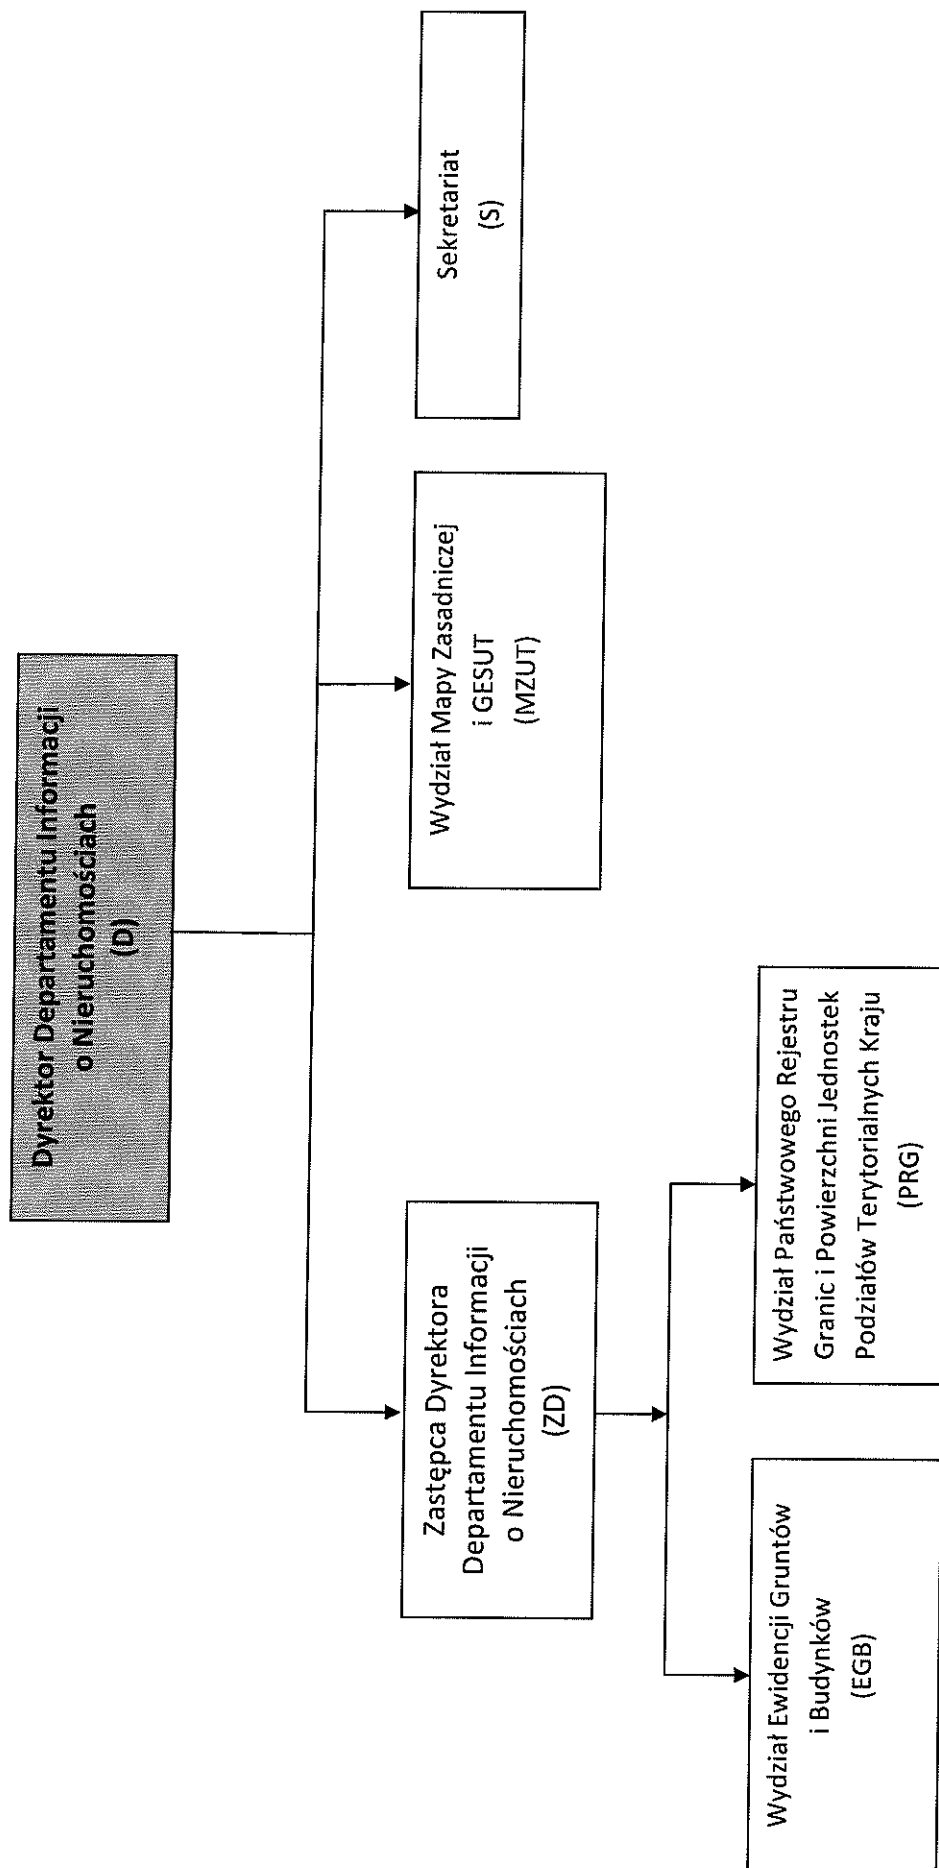 Dyrektor Departamentu Informacji
o Nieruchomościach
(D)
Zastępca Dyrektora
Departamentu Informacji
o Nieruchomościach
(ZD)
Wydział Mapy Zasadniczej
i GESUT
(MZUT)
Sekretariat
(S)
Wydział Ewidencji Gruntów
i Budynków
(EGB)
Wydział Państwowego Rejestru
Granic i Powierzchni Jednostek
Podziałów Terytorialnych Kraju
(PRG)